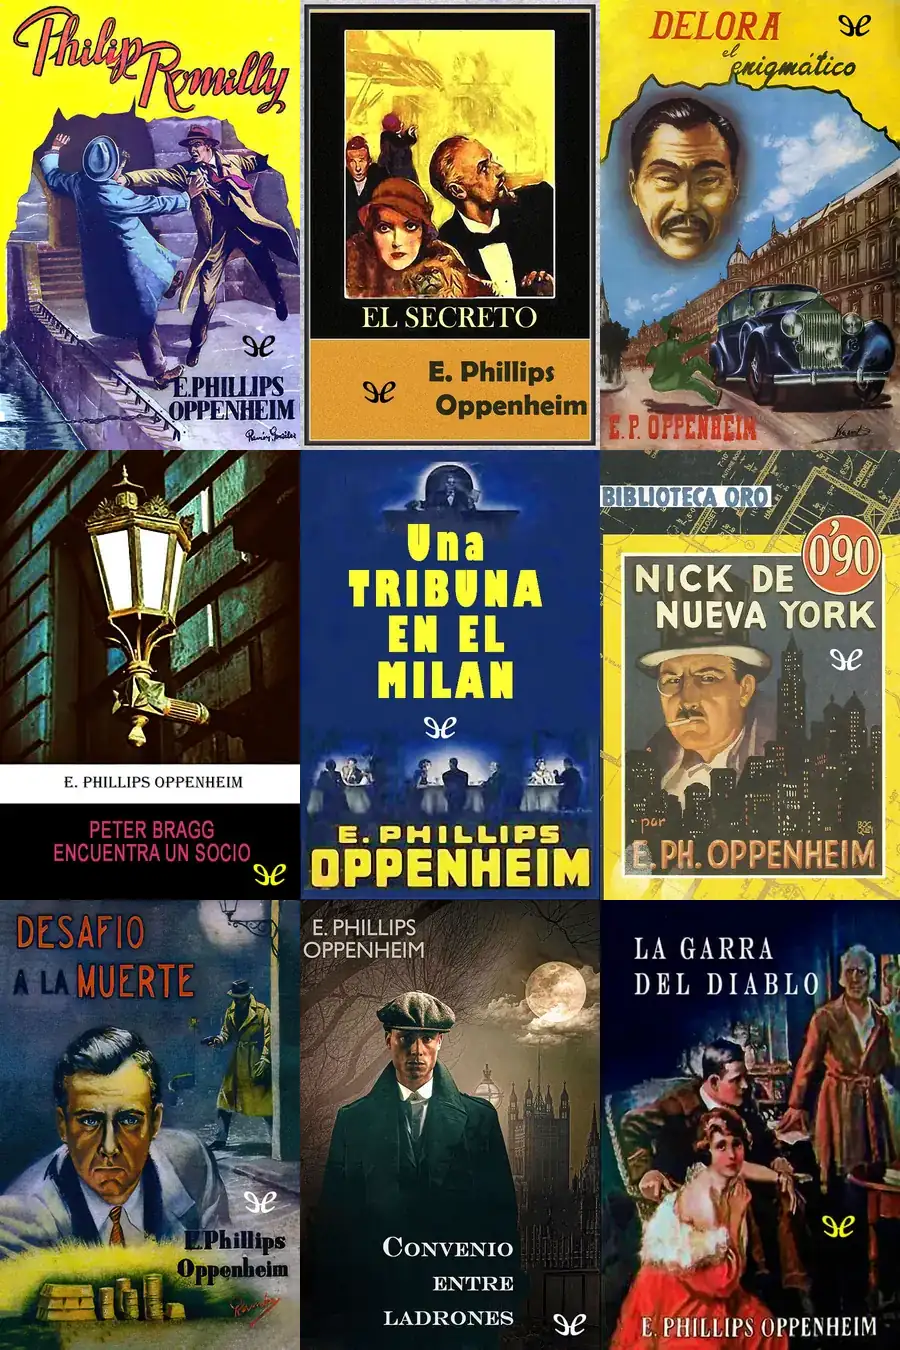 Philip
Romilly
E. PHILLIPS
OPPENHEIM
EL SECRETO
E. Phillips
Oppenheim
DELORA
el
enigmático
E. P. OPPENHEIM
E. PHILLIPS OPPENHEIM
PETER BRAGG
ENCUENTRA UN SOCIO
Una
TRIBUNA
EN EL
MILAN
E. PHILLIPS
OPPENHEIM
BIBLIOTECA ORO
0'90
NICK DE
NUEVA YORK
por
E. PH. OPPENHEIM
DESAFIO
A LA MUERTE
E. Phillips
Oppenheim
E. PHILLIPS
OPPENHEIM
CONVENIO
ENTRE
LADRONES
LA GARRA
DEL DIABLO
E. PHILLIPS OPPENHEIM